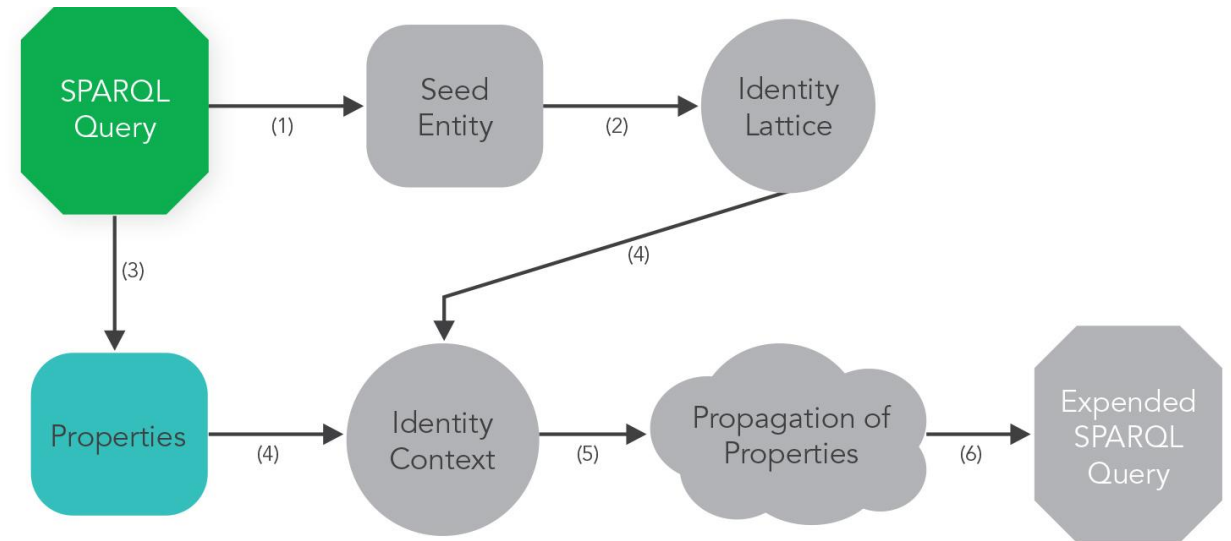 SPARQL
Query
(1)
Seed
Entity
(2)
Identity
Lattice
(3)
(4)
Properties
(4)
Identity
Context
(5)
Propagation of
Properties
(6)
Expended
SPARQL
Query